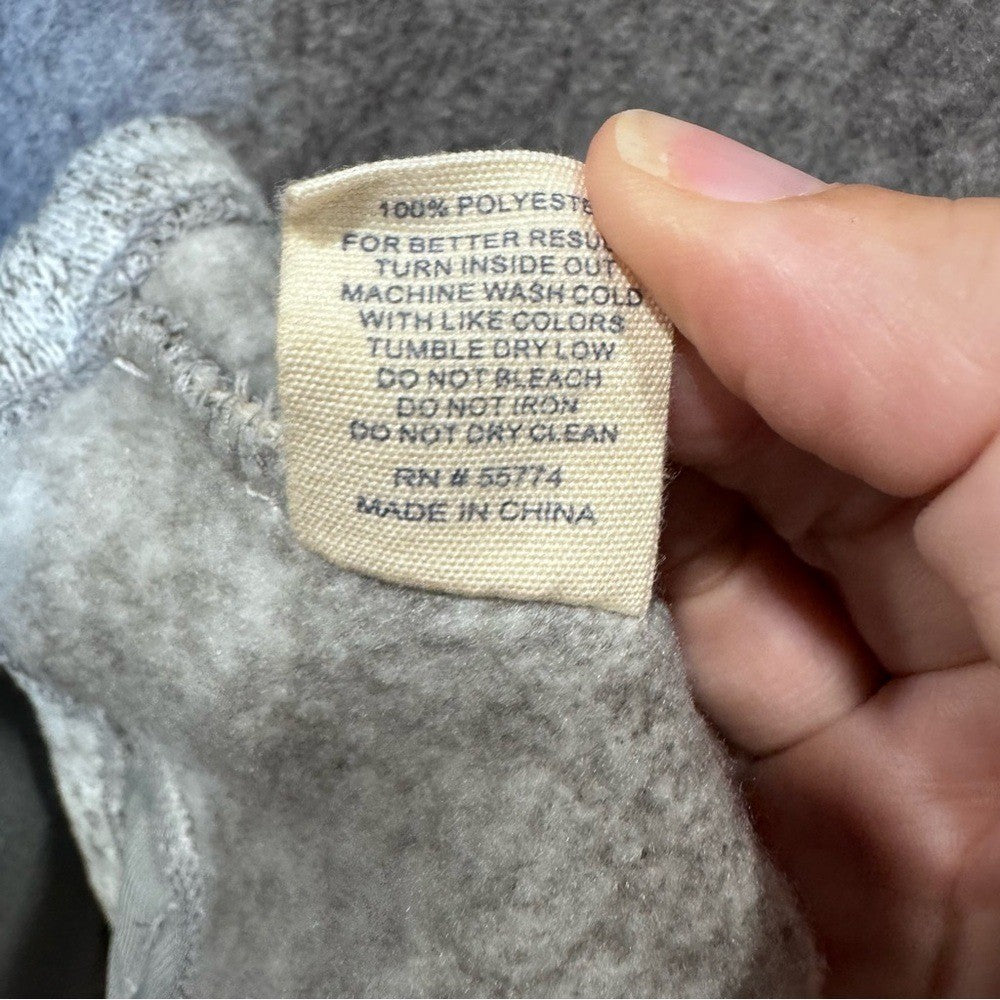 100% POLYESTE
FOR BETTER RESU
TURN INSIDE OUT
MACHINE WASH COLD
WITH LIKE COLORS
TUMBLE DRY LOW
DO NOT BLEACH
DO NOT IRON
DO NOT DRY CLEAN
RN # 55774
MADE IN CHINA